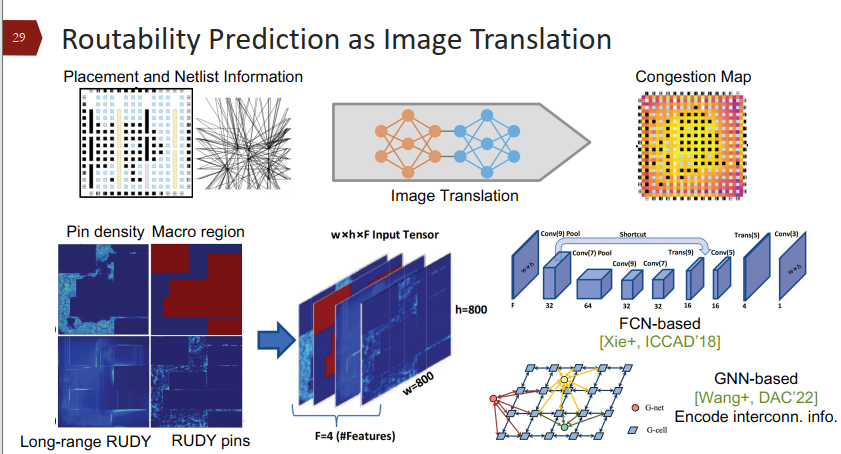 29
Routability Prediction as Image Translation
Placement and Netlist Information
Congestion Map
Image Translation
Pin density Macro region
Long-range RUDY RUDY pins
w×h×F Input Tensor
h=800
w=800
F=4 (#Features)
Conv(9) Pool
Shortcut
Trans(5) Conv(3)
Conv(7) Pool
Trans(9) Conv(5)
Conv(9) Conv(7)
w×h
w×h
F 32 64 32 32 16 16 4 1
FCN-based
[Xie+, ICCAD'18]
GNN-based
[Wang+, DAC'22]
Encode interconn. info.
G-net
G-cell